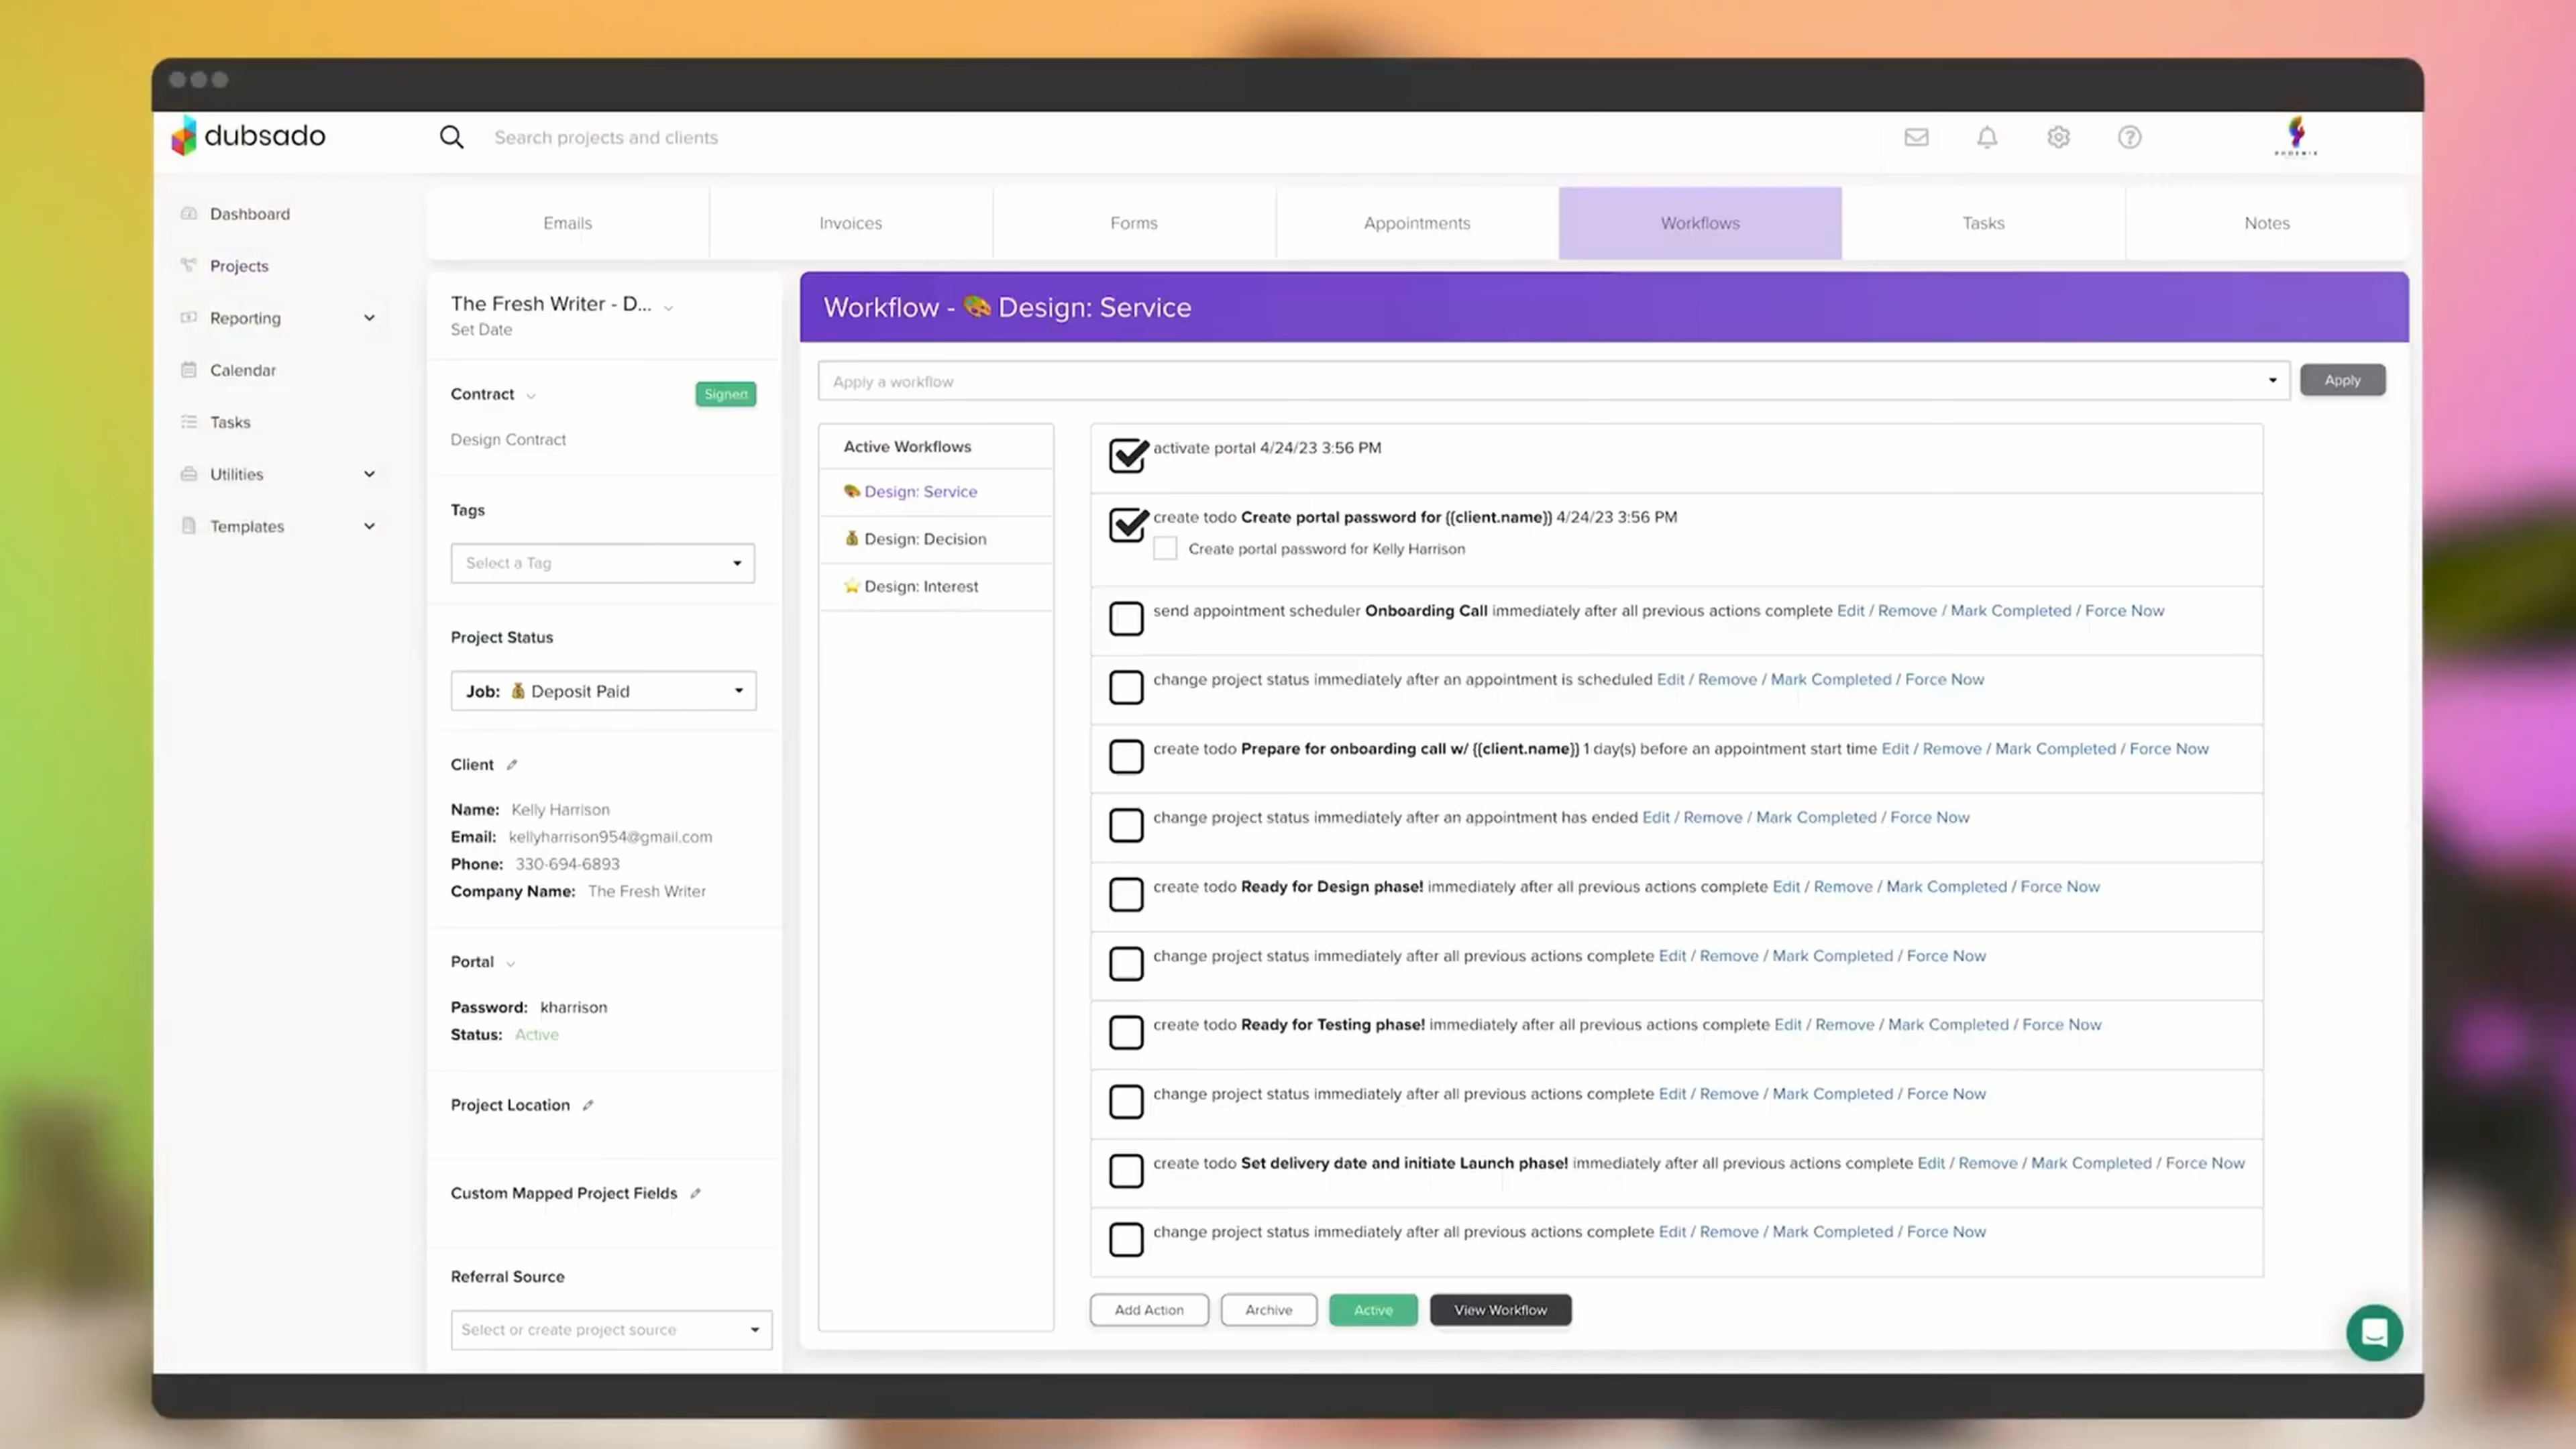 dubsado
Search projects and clients
PHOENIX
Dashboard
Projects
Reporting
Calendar
Tasks
Utilities
Templates
Emails
Invoices
Forms
Appointments
Workflows
Tasks
Notes
The Fresh Writer - D...
Set Date
Contract
Signed
Design Contract
Tags
Select a Tag
Project Status
Job: 💰 Deposit Paid
Client
Name: Kelly Harrison
Email: kellyharrison954@gmail.com
Phone: 330-694-6893
Company Name: The Fresh Writer
Portal
Password: kharrison
Status: Active
Project Location
Custom Mapped Project Fields
Referral Source
Select or create project source
Workflow - 🎨 Design: Service
Apply a workflow
Apply
Active Workflows
🎨 Design: Service
💰 Design: Decision
⭐ Design: Interest
activate portal 4/24/23 3:56 PM
create todo Create portal password for {{client.name}} 4/24/23 3:56 PM
Create portal password for Kelly Harrison
send appointment scheduler Onboarding Call immediately after all previous actions complete Edit / Remove / Mark Completed / Force Now
change project status immediately after an appointment is scheduled Edit / Remove / Mark Completed / Force Now
create todo Prepare for onboarding call w/ {{client.name}} 1 day(s) before an appointment start time Edit / Remove / Mark Completed / Force Now
change project status immediately after an appointment has ended Edit / Remove / Mark Completed / Force Now
create todo Ready for Design phase! immediately after all previous actions complete Edit / Remove / Mark Completed / Force Now
change project status immediately after all previous actions complete Edit / Remove / Mark Completed / Force Now
create todo Ready for Testing phase! immediately after all previous actions complete Edit / Remove / Mark Completed / Force Now
change project status immediately after all previous actions complete Edit / Remove / Mark Completed / Force Now
create todo Set delivery date and initiate Launch phase! immediately after all previous actions complete Edit / Remove / Mark Completed / Force Now
change project status immediately after all previous actions complete Edit / Remove / Mark Completed / Force Now
Add Action
Archive
Active
View Workflow